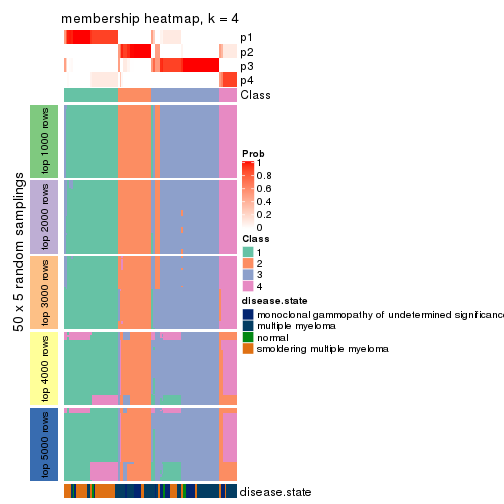 membership heatmap, k = 4
p1
p2
p3
p4
Class
50 x 5 random samplings
top 1000 rows
top 2000 rows
top 3000 rows
top 4000 rows
top 5000 rows
Prob
1
0.8
0.6
0.4
0.2
0
Class
1
2
3
4
disease.state
monoclonal gammopathy of undetermined significanc
multiple myeloma
normal
smoldering multiple myeloma
disease.state